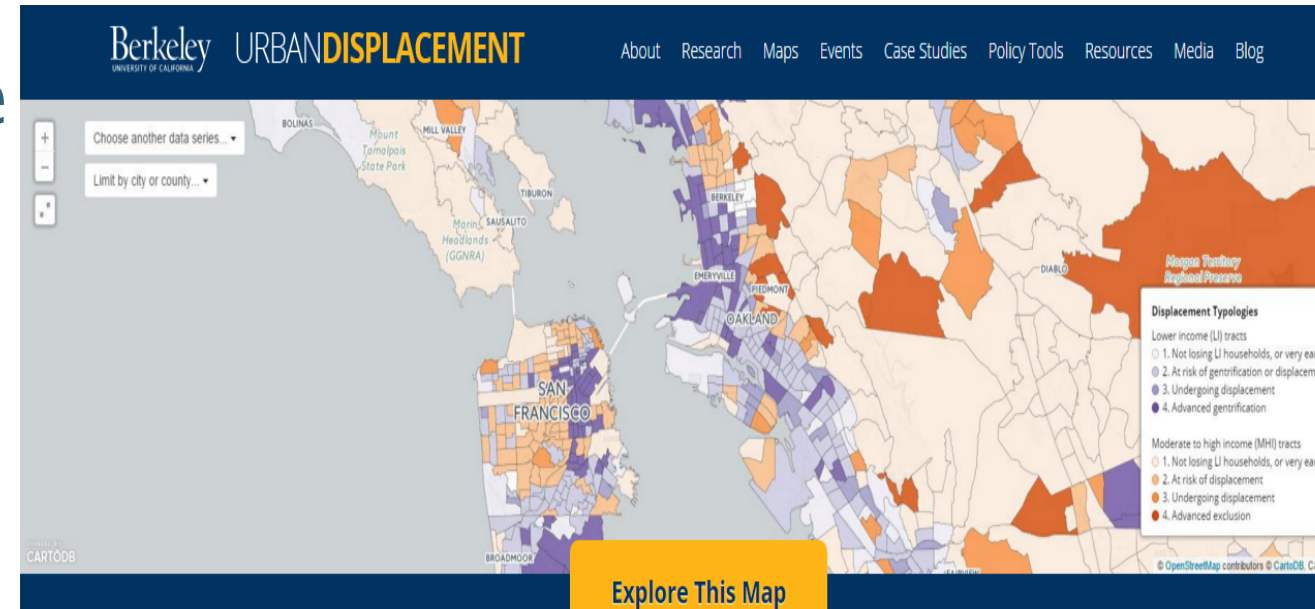 e
Berkeley
UNIVERSITY OF CALIFORNIA
URBANDISPLACEMENT
About Research Maps Events Case Studies Policy Tools Resources Media Blog
+
−
Choose another data series...
Limit by city or county...
BOLINAS
Mount
Tamalpais
State Park
MILL VALLEY
TIBURON
SAUSALITO
Marin
Headlands
(GGNRA)
BERKELEY
EMERYVILLE
PIEDMONT
OAKLAND
DIABLO
Morgan Territory
Regional Preserve
SAN
FRANCISCO
BROADMOOR
Displacement Typologies
Lower income (LI) tracts
1. Not losing LI households, or very ea
2. At risk of gentrification or displacem
3. Undergoing displacement
4. Advanced gentrification
Moderate to high income (MHI) tracts
1. Not losing LI households, or very ea
2. At risk of displacement
3. Undergoing displacement
4. Advanced exclusion
CARTODB
© OpenStreetMap contributors © CartoDB, Ca
Explore This Map